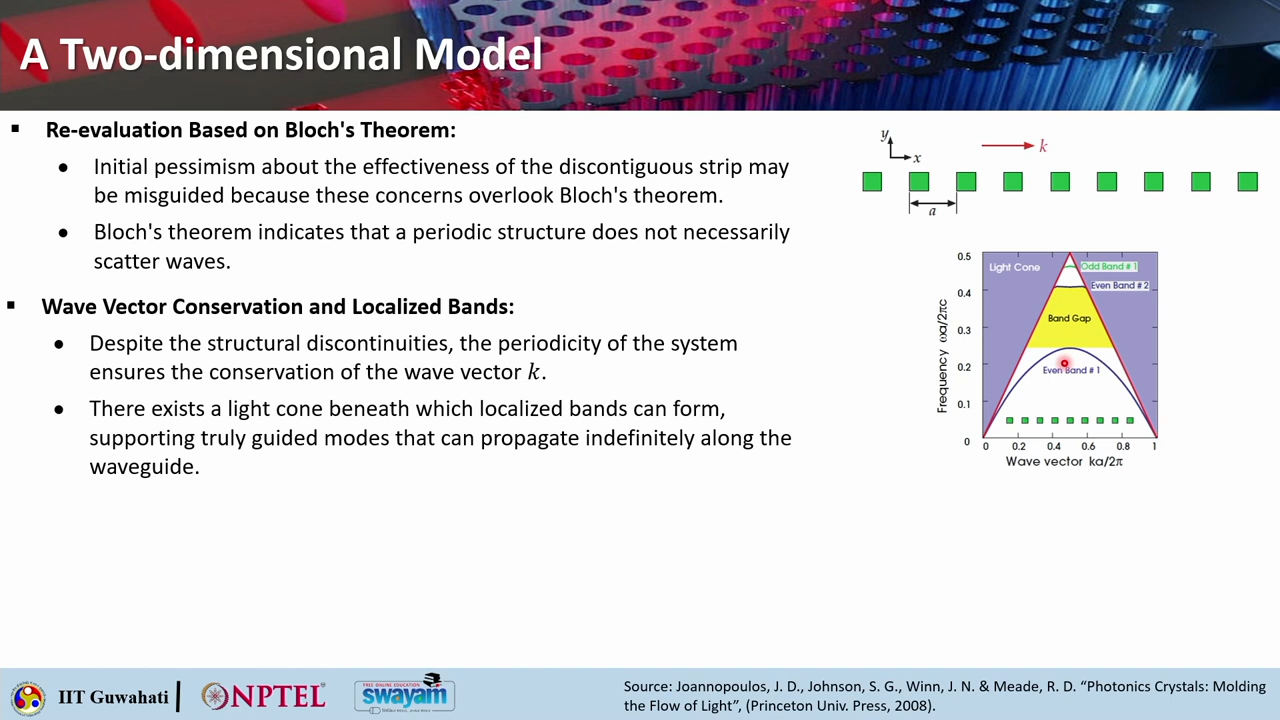 A Two-dimensional Model
▪ Re-evaluation Based on Bloch's Theorem:
• Initial pessimism about the effectiveness of the discontiguous strip may
be misguided because these concerns overlook Bloch's theorem.
• Bloch's theorem indicates that a periodic structure does not necessarily
scatter waves.
▪ Wave Vector Conservation and Localized Bands:
• Despite the structural discontinuities, the periodicity of the system
ensures the conservation of the wave vector k.
• There exists a light cone beneath which localized bands can form,
supporting truly guided modes that can propagate indefinitely along the
waveguide.
y
x
k
a
0.5
0.4
0.3
0.2
0.1
0
Frequency ωa/2πc
Light Cone
Odd Band # 1
Even Band # 2
Band Gap
Even Band # 1
0 0.2 0.4 0.6 0.8 1
Wave vector ka/2π
IIT Guwahati
NPTEL
FREE ONLINE EDUCATION
swayam
Source: Joannopoulos, J. D., Johnson, S. G., Winn, J. N. & Meade, R. D. “Photonics Crystals: Molding
the Flow of Light”, (Princeton Univ. Press, 2008).